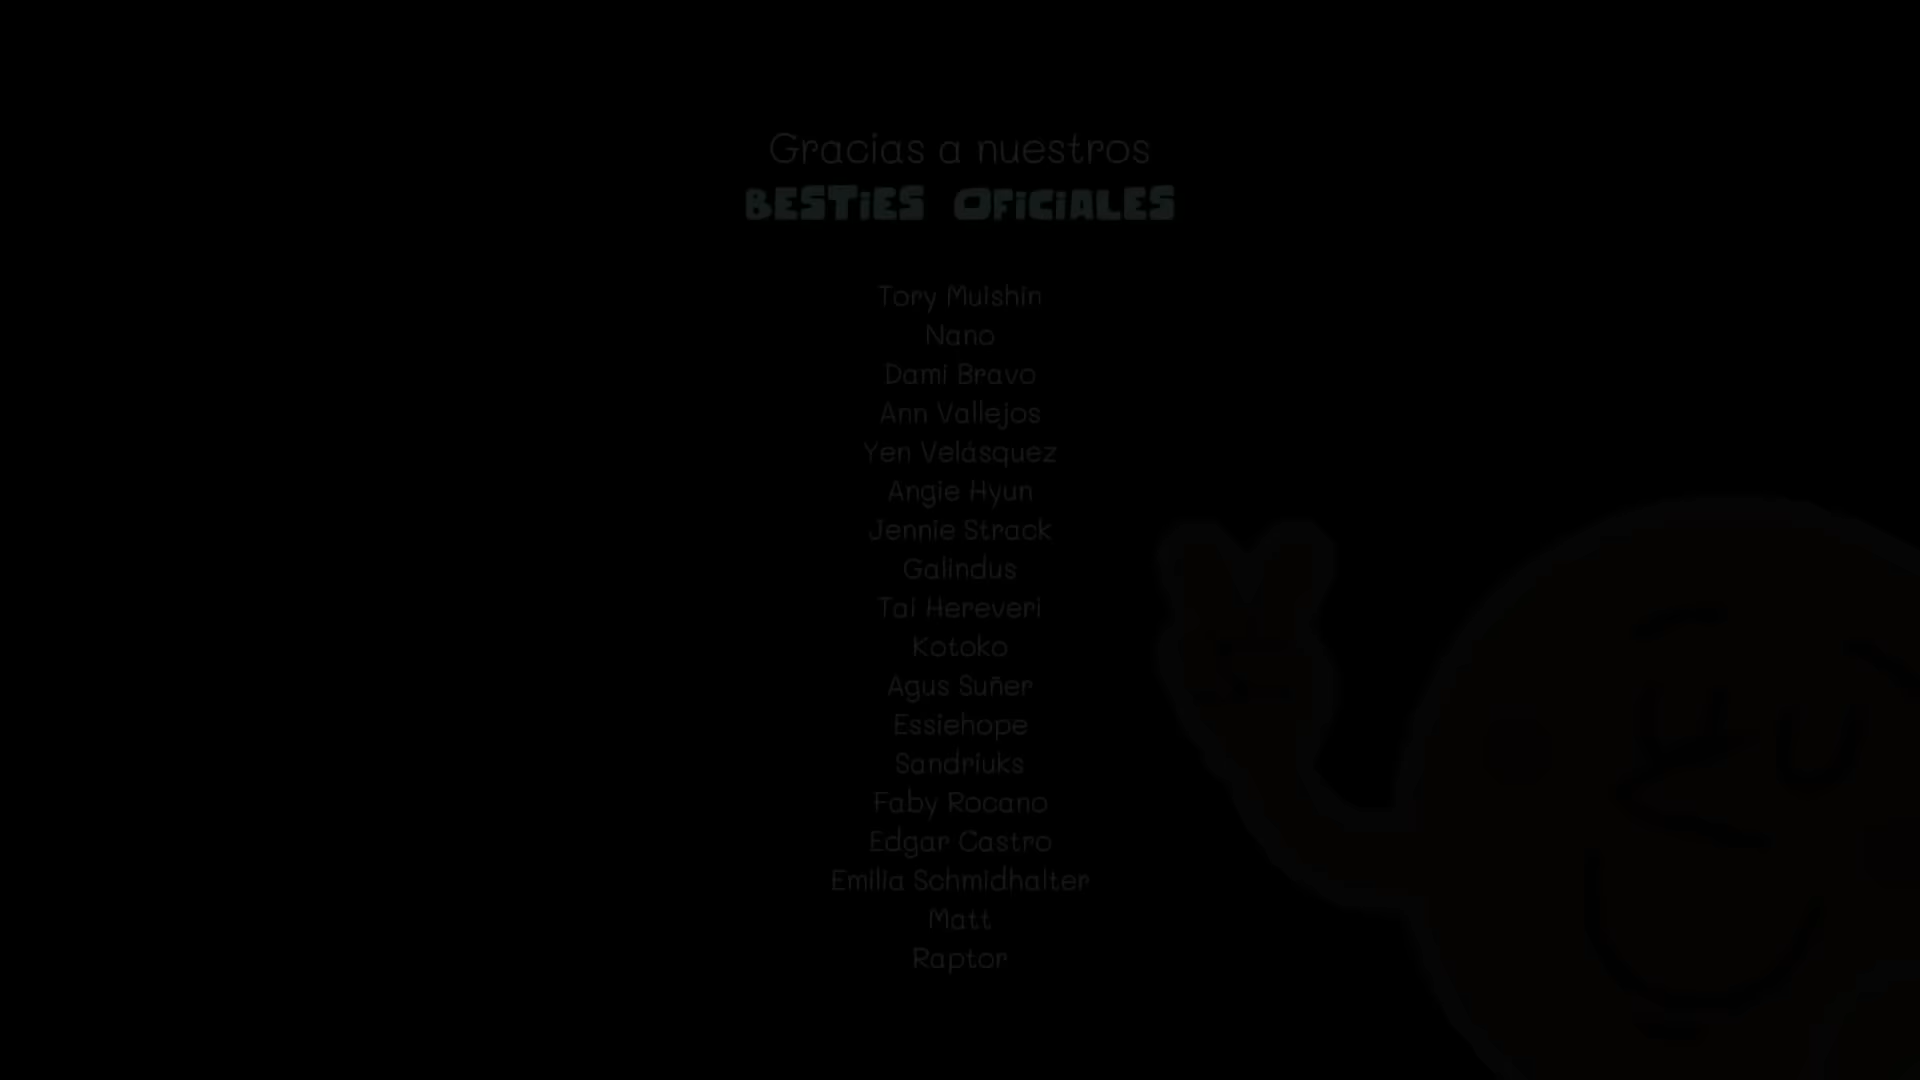 Gracias a nuestros
BESTiES OFiCiALES
Tory Mulshin
Nano
Dami Bravo
Ann Vallejos
Yen Velásquez
Angie Hyun
Jennie Strack
Galindus
Tai Hereveri
Kotoko
Agus Suñer
Essiehope
Sandriuks
Faby Rocano
Edgar Castro
Emilia Schmidhalter
Matt
Raptor